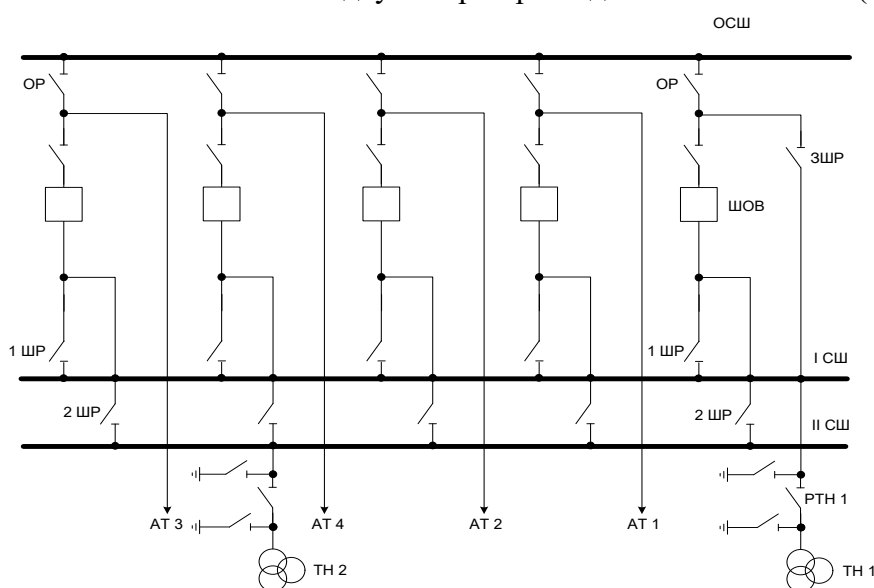 ОСШ
ОР
ОР
3ШР
ШОВ
1 ШР
1 ШР
I СШ
2 ШР
2 ШР
II СШ
РТН 1
АТ 3
АТ 4
АТ 2
АТ 1
ТН 2
ТН 1